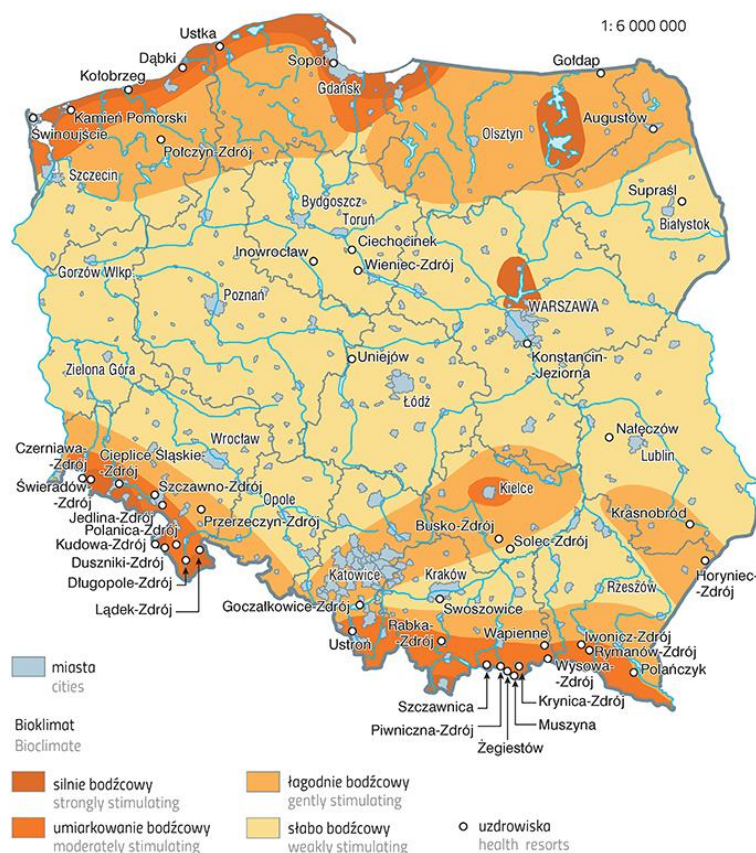 1: 6 000 000
Ustka
Dąbki
Sopot
Kołobrzeg
Gdańsk
Gołdap
Kamień Pomorski
Świnoujście
Olsztyn
Augustów
Połczyn-Zdrój
Szczecin
Supraśl
Białystok
Bydgoszcz
Toruń
Ciechocinek
Inowrocław
Wieniec-Zdrój
Gorzów Wlkp.
Poznań
WARSZAWA
Uniejów
Konstancin-
-Jeziorna
Zielona Góra
Łódź
Nałęczów
Lublin
Wrocław
Czerniawa-
-Zdrój
Cieplice Śląskie-
-Zdrój
Szczawno-Zdrój
Świeradów-
-Zdrój
Jedlina-Zdrój
Opole
Przerzeczyn-Zdrój
Polanica-Zdrój
Kudowa-Zdrój
Duszniki-Zdrój
Długopole-Zdrój
Lądek-Zdrój
Kielce
Busko-Zdrój
Solec-Zdrój
Krasnobród
Horyniec-
-Zdrój
Katowice
Kraków
Rzeszów
Goczałkowice-Zdrój
Swoszowice
Ustroń
Rabka-
-Zdrój
Wapienne
Iwonicz-Zdrój
Rymanów-Zdrój
Wysowa-
-Zdrój
Polańczyk
Szczawnica
Krynica-Zdrój
Piwniczna-Zdrój
Muszyna
Żegiestów
miasta
cities
Bioklimat
Bioclimate
silnie bodźcowy
strongly stimulating
umiarkowanie bodźcowy
moderately stimulating
łagodnie bodźcowy
gently stimulating
słabo bodźcowy
weakly stimulating
uzdrowiska
health resorts